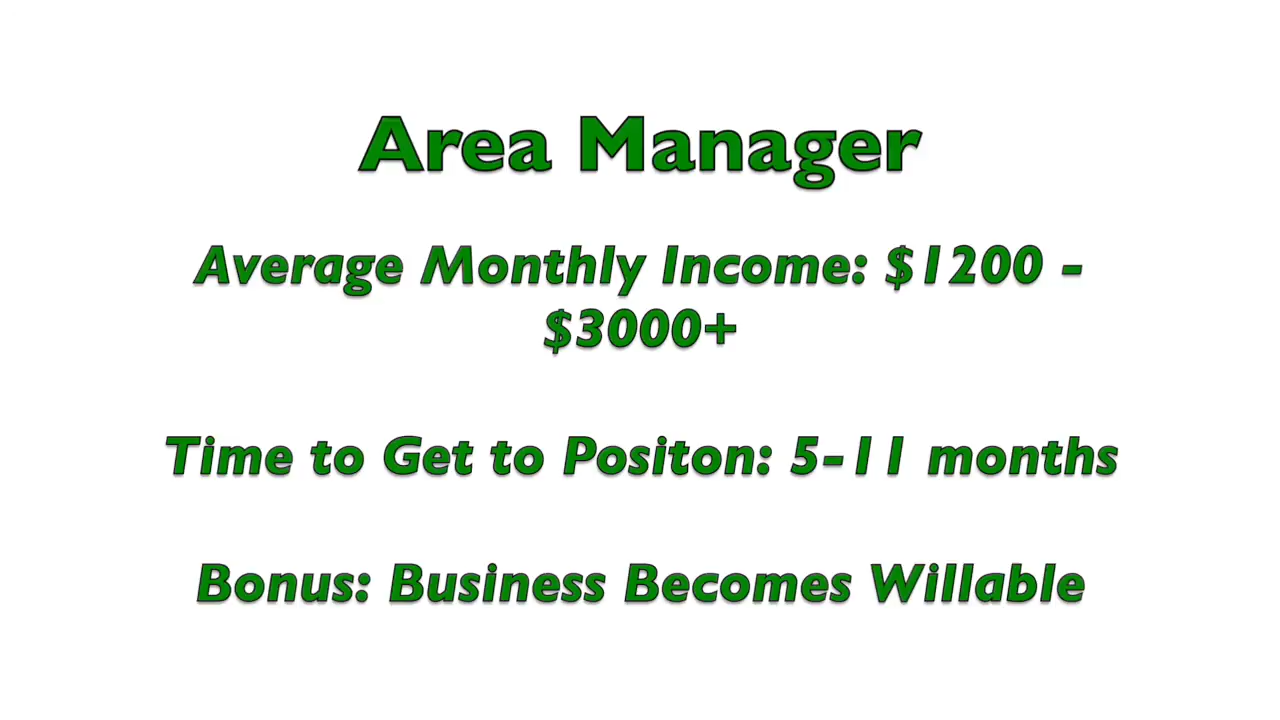 Area Manager
Average Monthly Income: $1200 -
$3000+
Time to Get to Positon: 5-11 months
Bonus: Business Becomes Willable